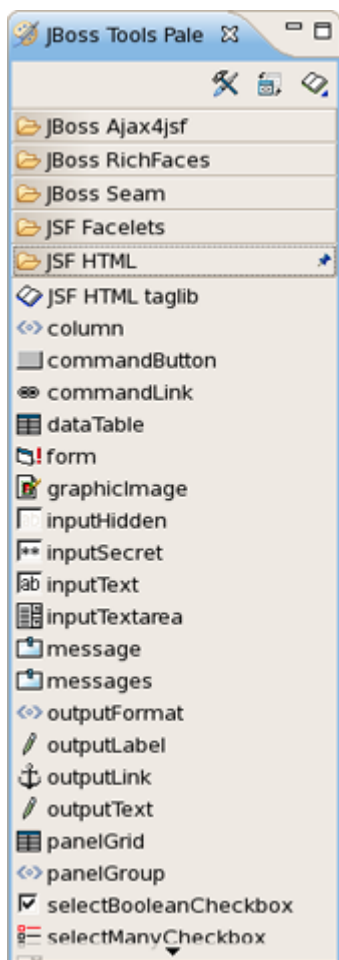 JBoss Tools Pale
JBoss Ajax4jsf
JBoss RichFaces
JBoss Seam
JSF Facelets
JSF HTML
JSF HTML taglib
column
commandButton
commandLink
dataTable
form
graphicImage
inputHidden
inputSecret
inputText
inputTextarea
message
messages
outputFormat
outputLabel
outputLink
outputText
panelGrid
panelGroup
selectBooleanCheckbox
selectManyCheckbox